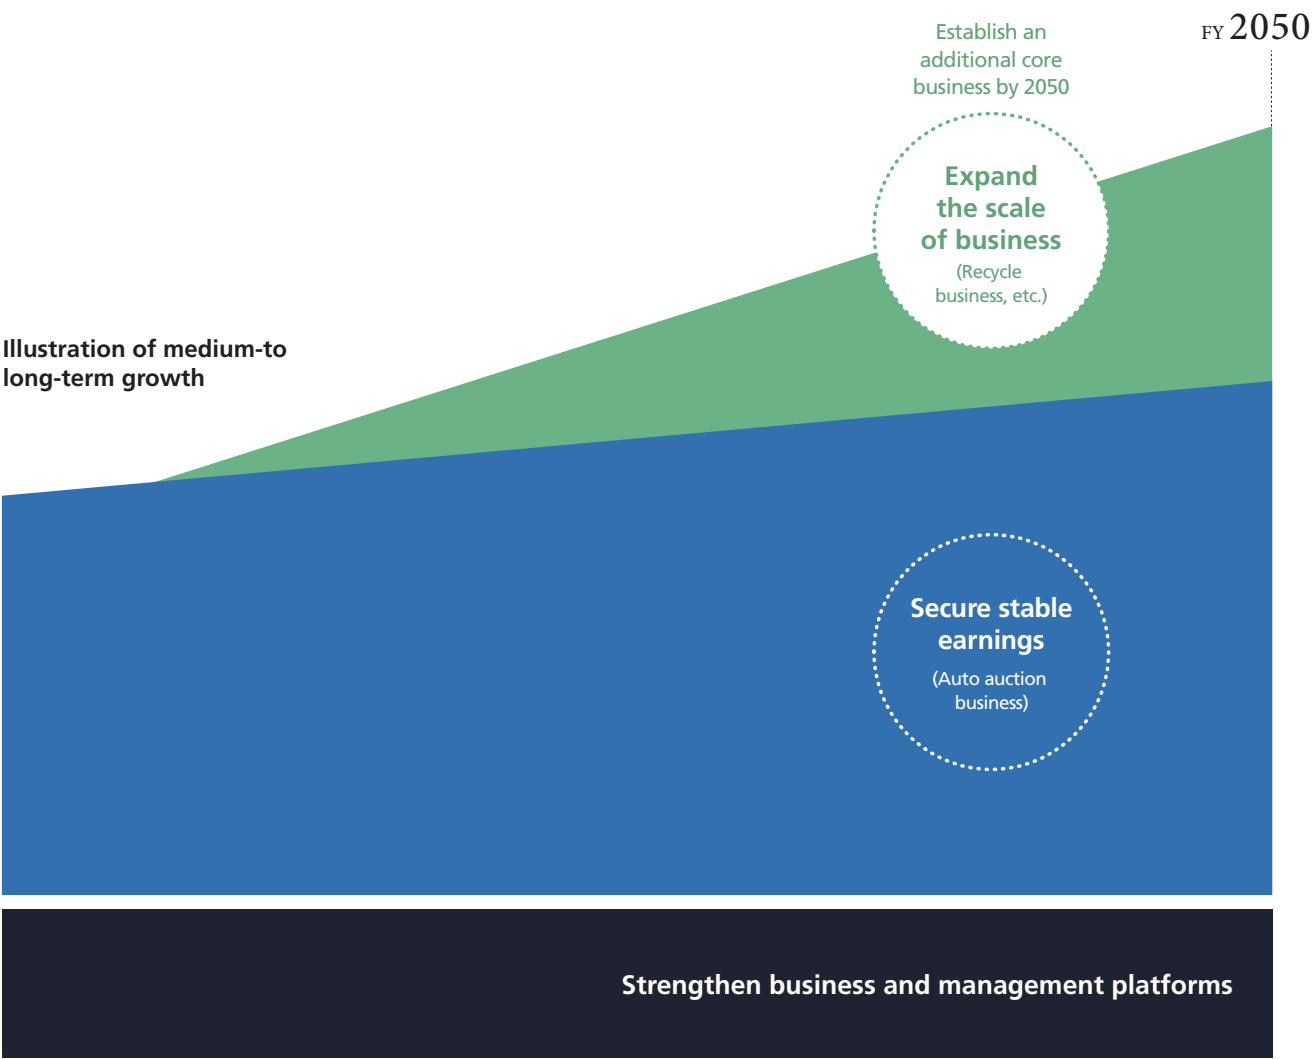 FY 2050
Establish an
additional core
business by 2050
Expand
the scale
of business
(Recycle
business, etc.)
Illustration of medium-to
long-term growth
Secure stable
earnings
(Auto auction
business)
Strengthen business and management platforms